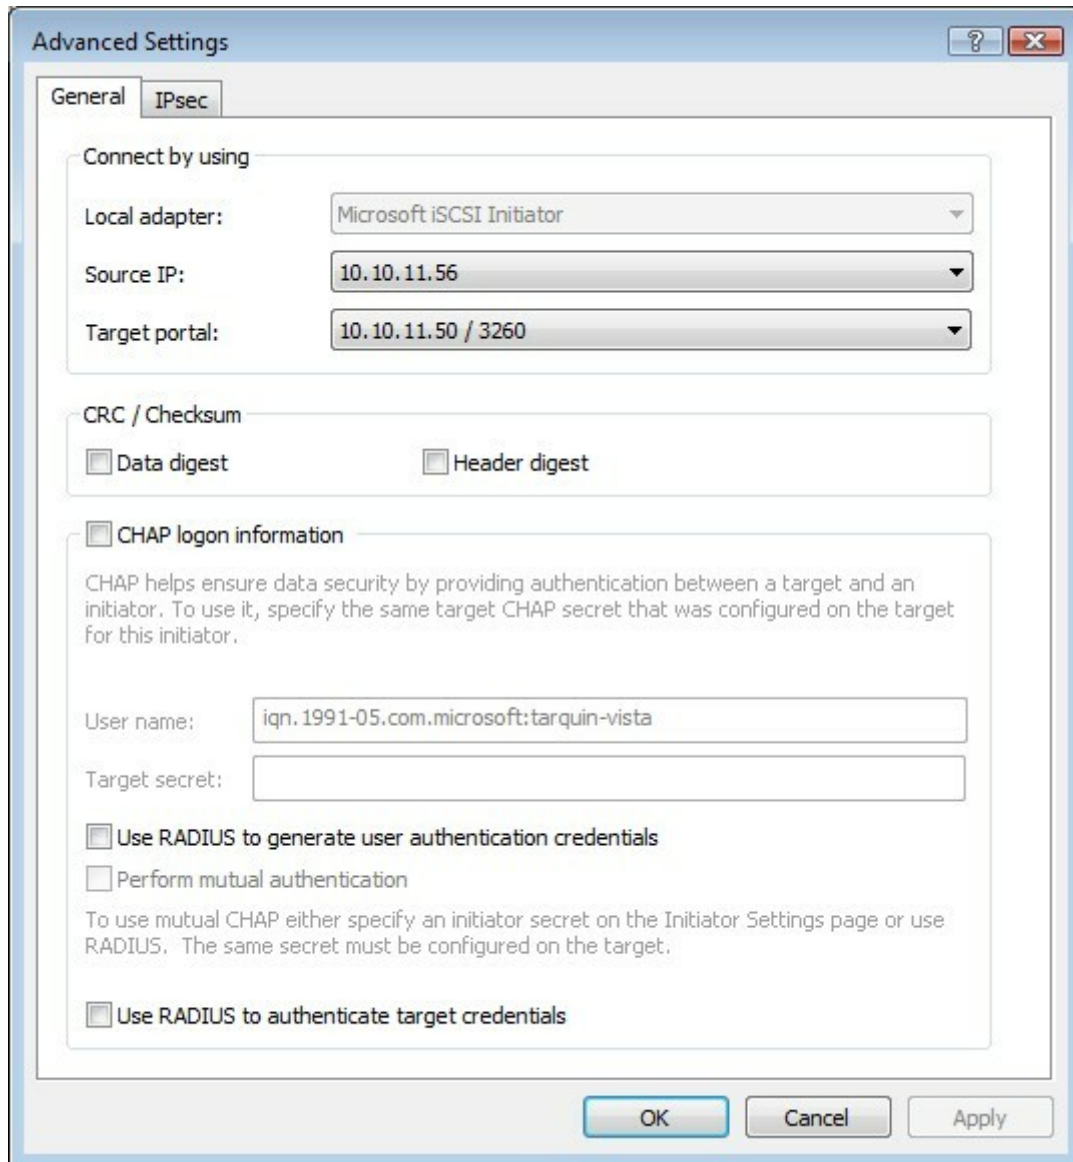 Advanced Settings
General
IPsec
Connect by using
Local adapter:
Microsoft iSCSI Initiator
Source IP:
10.10.11.56
Target portal:
10.10.11.50 / 3260
CRC / Checksum
Data digest
Header digest
CHAP logon information
CHAP helps ensure data security by providing authentication between a target and an
initiator. To use it, specify the same target CHAP secret that was configured on the target
for this initiator.
User name:
iqn.1991-05.com.microsoft:tarquin-vista
Target secret:
Use RADIUS to generate user authentication credentials
Perform mutual authentication
To use mutual CHAP either specify an initiator secret on the Initiator Settings page or use
RADIUS.  The same secret must be configured on the target.
Use RADIUS to authenticate target credentials
OK
Cancel
Apply